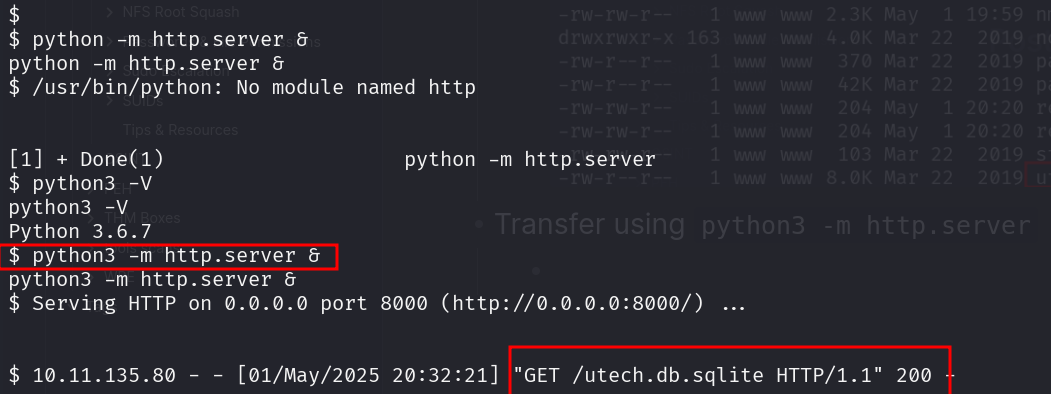 $
$ python -m http.server &
python -m http.server &
$ /usr/bin/python: No module named http
[1] + Done(1)                    python -m http.server
$ python3 -V
python3 -V
Python 3.6.7
$ python3 -m http.server &
python3 -m http.server &
$ Serving HTTP on 0.0.0.0 port 8000 (http://0.0.0.0:8000/) ...
$ 10.11.135.80 - - [01/May/2025 20:32:21] "GET /utech.db.sqlite HTTP/1.1" 200 -
NFS Root Squash
SUIDs
Tips & Resources
THM Boxes
-rw-rw-r-- 1 www www 2.3K May 1 19:59
drwxrwxr-x 163 www www 4.0K Mar 22 2019
-rw-rw-r-- 1 www www 370 Mar 22 2019
-rw-rw-r-- 1 www www 42K Mar 22 2019
-rw-rw-r-- 1 www www 204 May 1 20:20
-rw-rw-r-- 1 www www 204 May 1 20:20
-rw-rw-r-- 1 www www 103 Mar 22 2019
-rw-r--r-- 1 www www 8.0K Mar 22 2019
• Transfer using python3 -m http.server